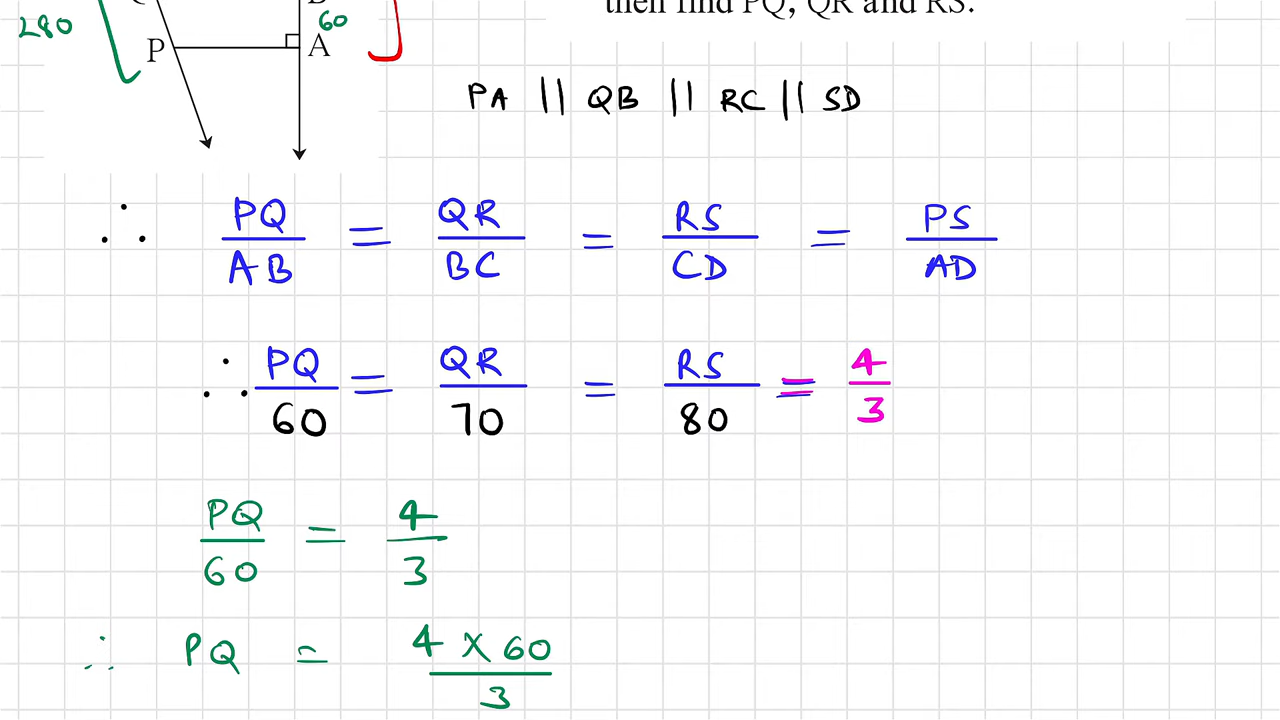 then find PQ, QR and RS.
280
60
P A
PA || QB || RC || SD
∴ PQ/AB = QR/BC = RS/CD = PS/AD
∴ PQ/60 = QR/70 = RS/80 = 4/3
PQ/60 = 4/3
∴ PQ = 4 × 60/3